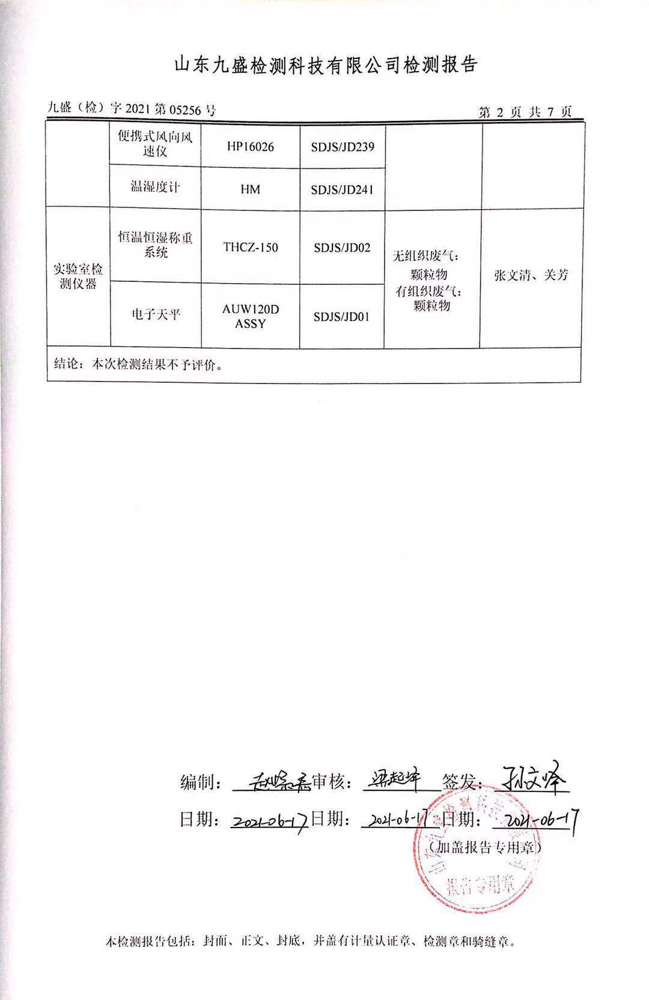 山东九盛检测科技有限公司检测报告
九盛（检）字 2021 第 05256 号
第 2 页 共 7 页
便携式风向风
速仪
HP16026
SDJS/JD239
温湿度计
HM
SDJS/JD241
实验室检
测仪器
恒温恒湿称重
系统
THCZ-150
SDJS/JD02
电子天平
AUW120D
ASSY
SDJS/JD01
无组织废气：
颗粒物
有组织废气：
颗粒物
张文清、关芳
结论：本次检测结果不予评价。
编制： 审核： 梁起峰 签发： 孙文峰
日期： 2021-06-17 日期： 2021-06-17 日期： 2021-06-17
（加盖报告专用章）
报告专用章
本检测报告包括：封面、正文、封底，并盖有计量认证章、检测章和骑缝章。